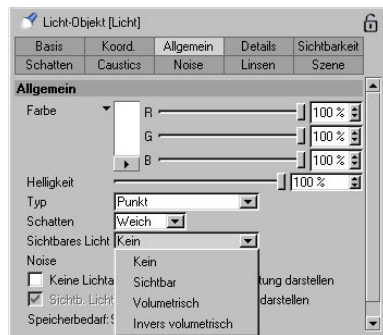 Licht-Objekt [Licht]
Basis Koord. Allgemein Details Sichtbarkeit
Schatten Caustics Noise Linsen Szene
Allgemein
Farbe R 100 %
G 100 %
B 100 %
Helligkeit 100 %
Typ Punkt
Schatten Weich
Sichtbares Licht Kein
Noise Kein
Sichtbar
Volumetrisch
Invers volumetrisch
Keine Lichta tung darstellen
Sichtb. Licht darstellen
Speicherbedarf: